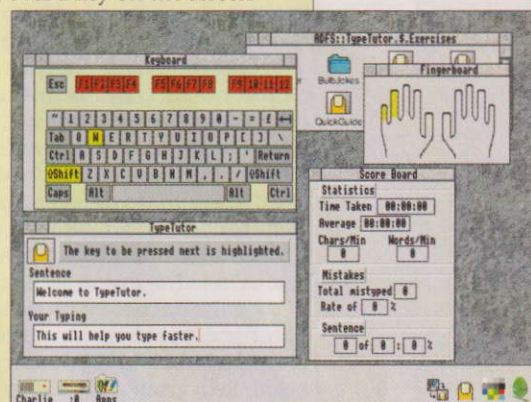 Keyboard
Esc F1 F2 F3 F4 F5 F6 F7 F8 F9 10 11 12
~ 1 2 3 4 5 6 7 8 9 0 - = £
Tab Q W E R T Y U I O P [ ] \
Ctrl A S D F G H J K L ; ' Return
⇧Shift Z X C V B N M , . / ⇧Shift
Caps Alt Alt Ctrl
ADFS::TypeTutor.$.Exercises
BulbJokes
QuickGuide
Fingerboard
TypeTutor
The key to be pressed next is highlighted.
Sentence
Welcome to TypeTutor.
Your Typing
This will help you type faster.
Score Board
Statistics
Time Taken 00:00:00
Average 00:00:00
Chars/Min Words/Min
0 0
Mistakes
Total mistyped 0
Rate of 0 %
Sentence
0 of 0 : 0 %
Charlie :0 Apps